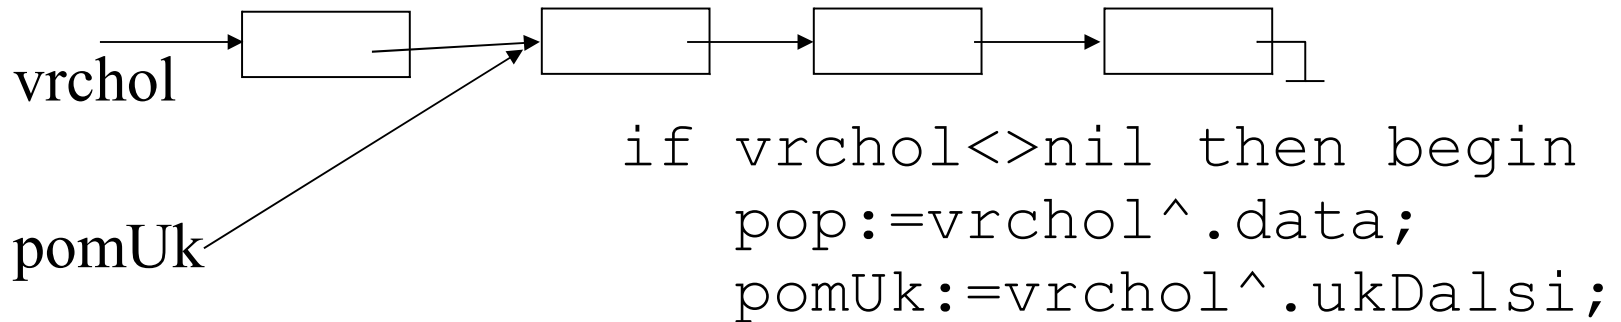 vrchol
if vrchol<>nil then begin
pop:=vrchol^.data;
pomUk
pomUk:=vrchol^.ukDalsi;